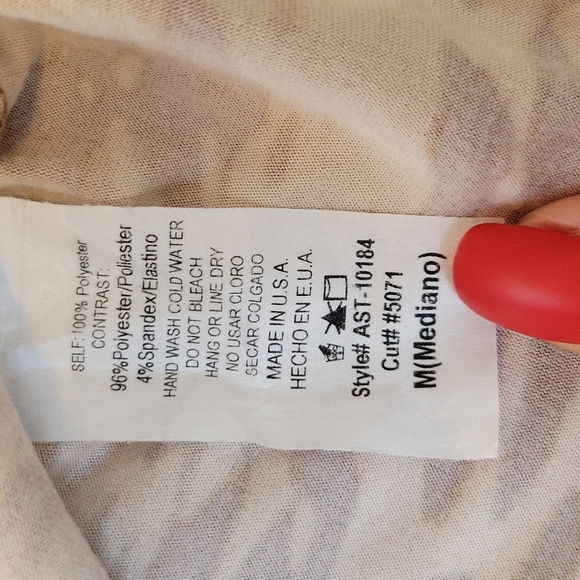 SELF: 100% Polyester
CONTRAST:
96%Polyester/Poliester
4%Spandex/Elastino
HAND WASH COLD WATER
DO NOT BLEACH
HANG OR LINE DRY
NO USAR CLORO
SECAR COLGADO
MADE IN U.S.A.
HECHO EN E.U.A.
Style# AST-10184
Cut# #5071
M(Mediano)